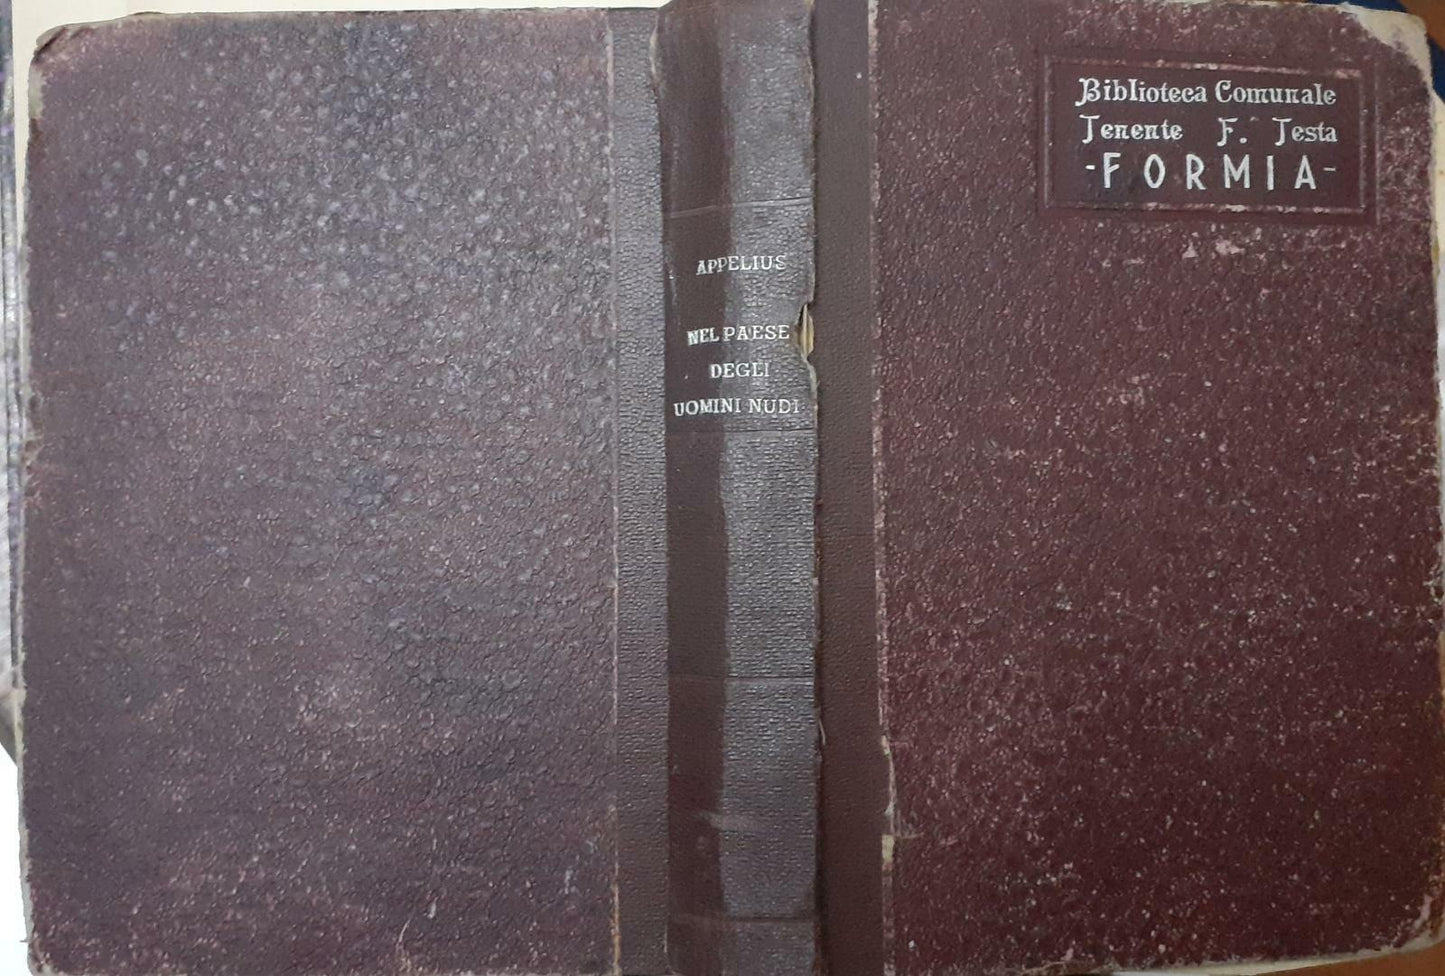 APPELIUS
NEL PAESE
DEGLI
UOMINI NUDI
Biblioteca Comunale
Tenente F. Testa
-FORMIA-